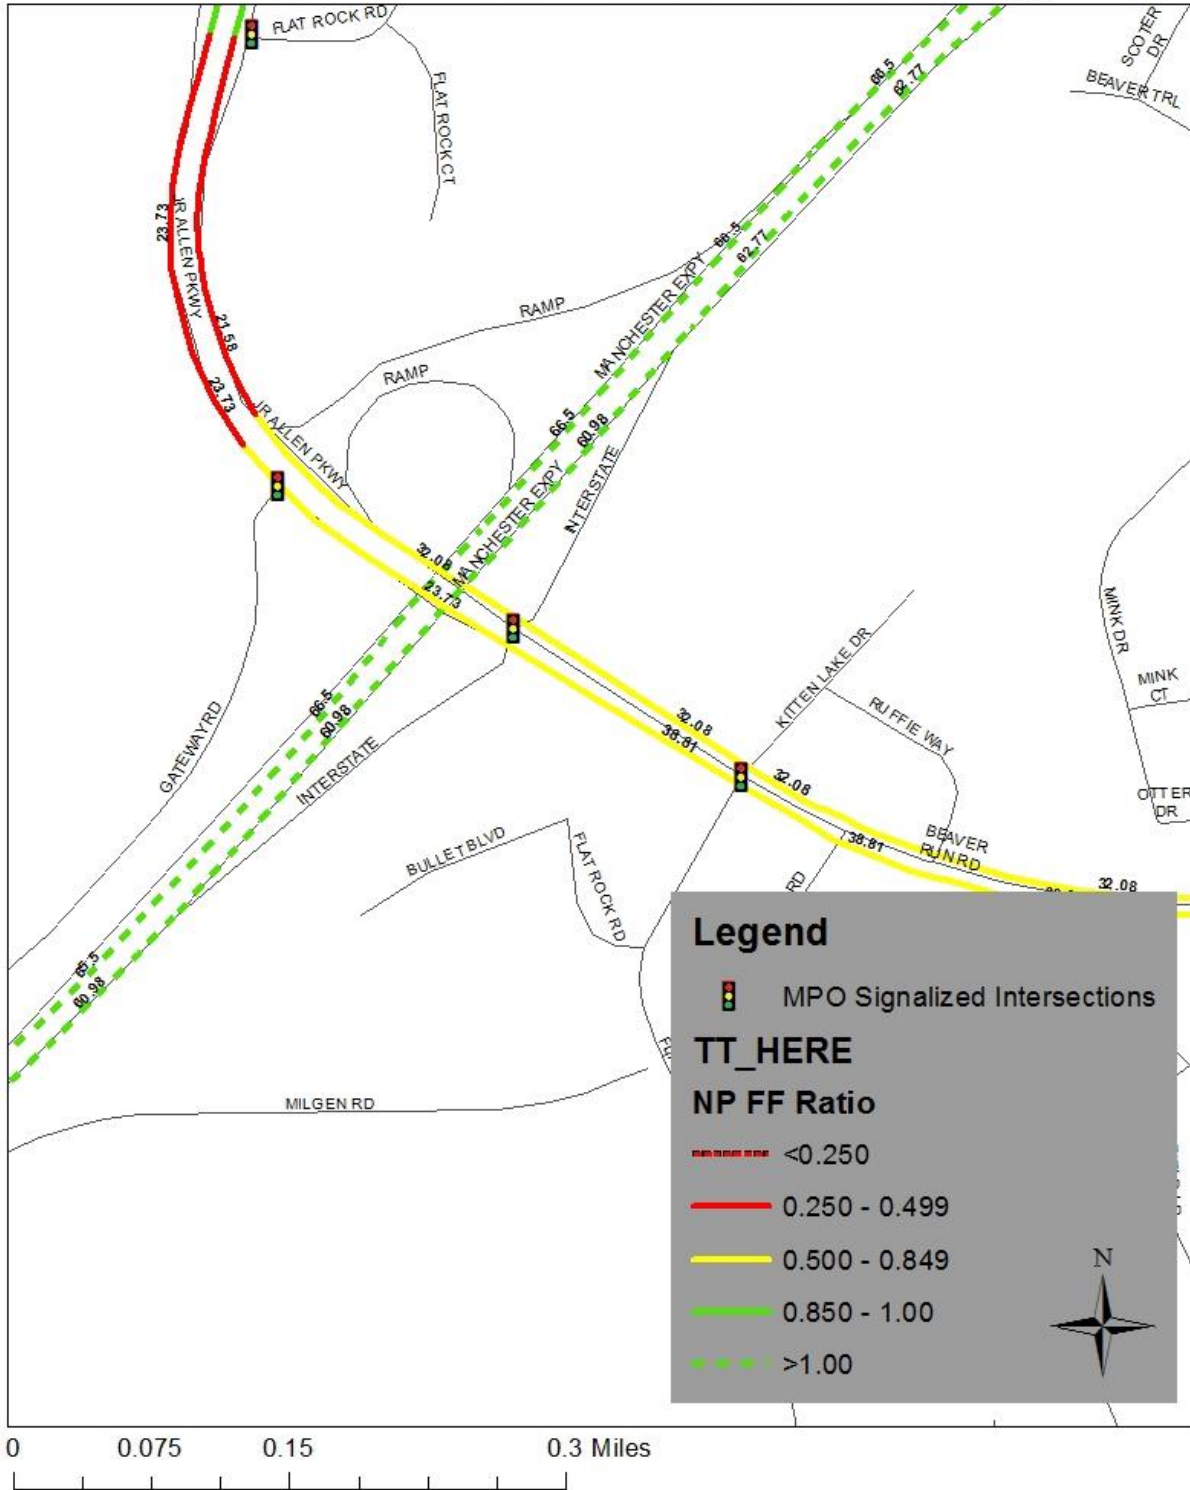 FLAT ROCK RD
SCOTER
DR
BEAVER TRL
66.5
62.77
FLAT ROCK CT
23.73
JR ALLEN PKWY
66.5
62.77
MANCHESTER EXPY
RAMP
21.58
RAMP
23.73
JR ALLEN PKWY
66.5
60.98
MANCHESTER EXPY
INTERSTATE
32.08
23.73
MINK DR
KITTEN LAKE DR
MINK
CT
66.5
60.98
GATEWAY RD
INTERSTATE
32.08
38.81
RUFFIE WAY
32.08
OTTER
DR
BULLET BLVD
FLAT ROCK RD
38.81
BEAVER
RUN RD
RD
32.08
65.5
60.98
Legend
MPO Signalized Intersections
TT_HERE
NP FF Ratio
MILGEN RD
<0.250
0.250 - 0.499
0.500 - 0.849
0.850 - 1.00
>1.00
N
0 0.075 0.15 0.3 Miles